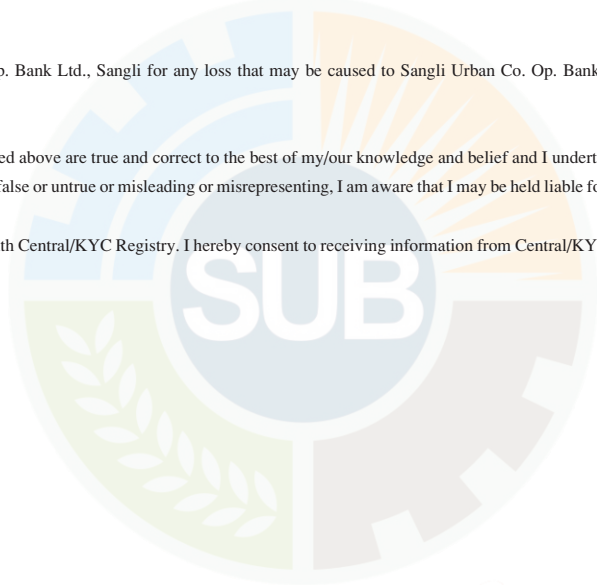 p. Bank Ltd., Sangli for any loss that may be caused to Sangli Urban Co. Op. Bank
ed above are true and correct to the best of my/our knowledge and belief and I undert
false or untrue or misleading or misrepresenting, I am aware that I may be held liable fo
th Central/KYC Registry. I hereby consent to receiving information from Central/KY
SUB